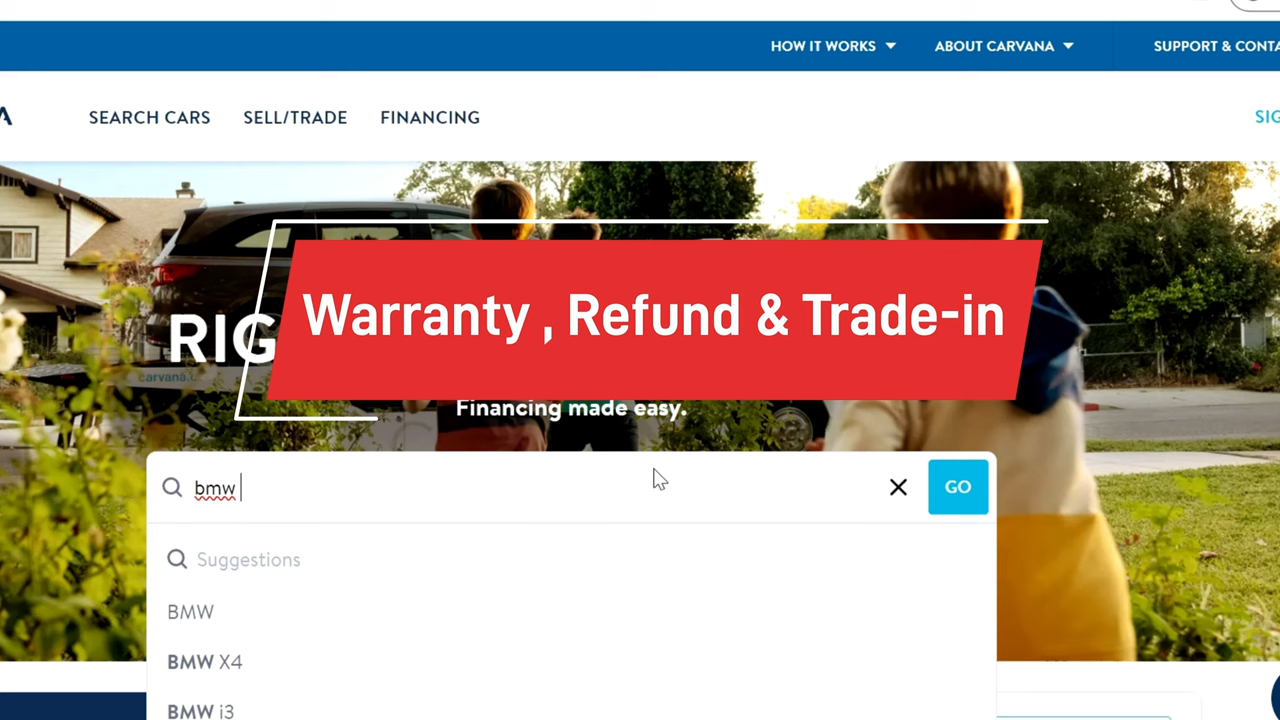 HOW IT WORKS ABOUT CARVANA SUPPORT & CONTA
A SEARCH CARS SELL/TRADE FINANCING SIG
RIG
Warranty , Refund & Trade-in
carvana.c
Financing made easy.
bmw GO
Suggestions
BMW
BMW X4
BMW i3